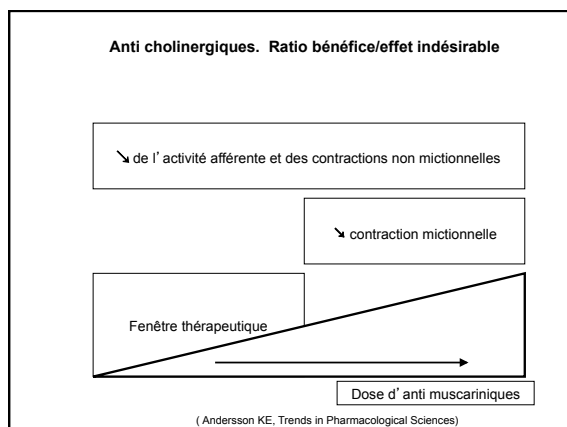 Anti cholinergiques. Ratio bénéfice/effet indésirable
↘ de l’activité afférente et des contractions non mictionnelles
↘ contraction mictionnelle
Fenêtre thérapeutique
Dose d’anti muscariniques
( Andersson KE, Trends in Pharmacological Sciences)